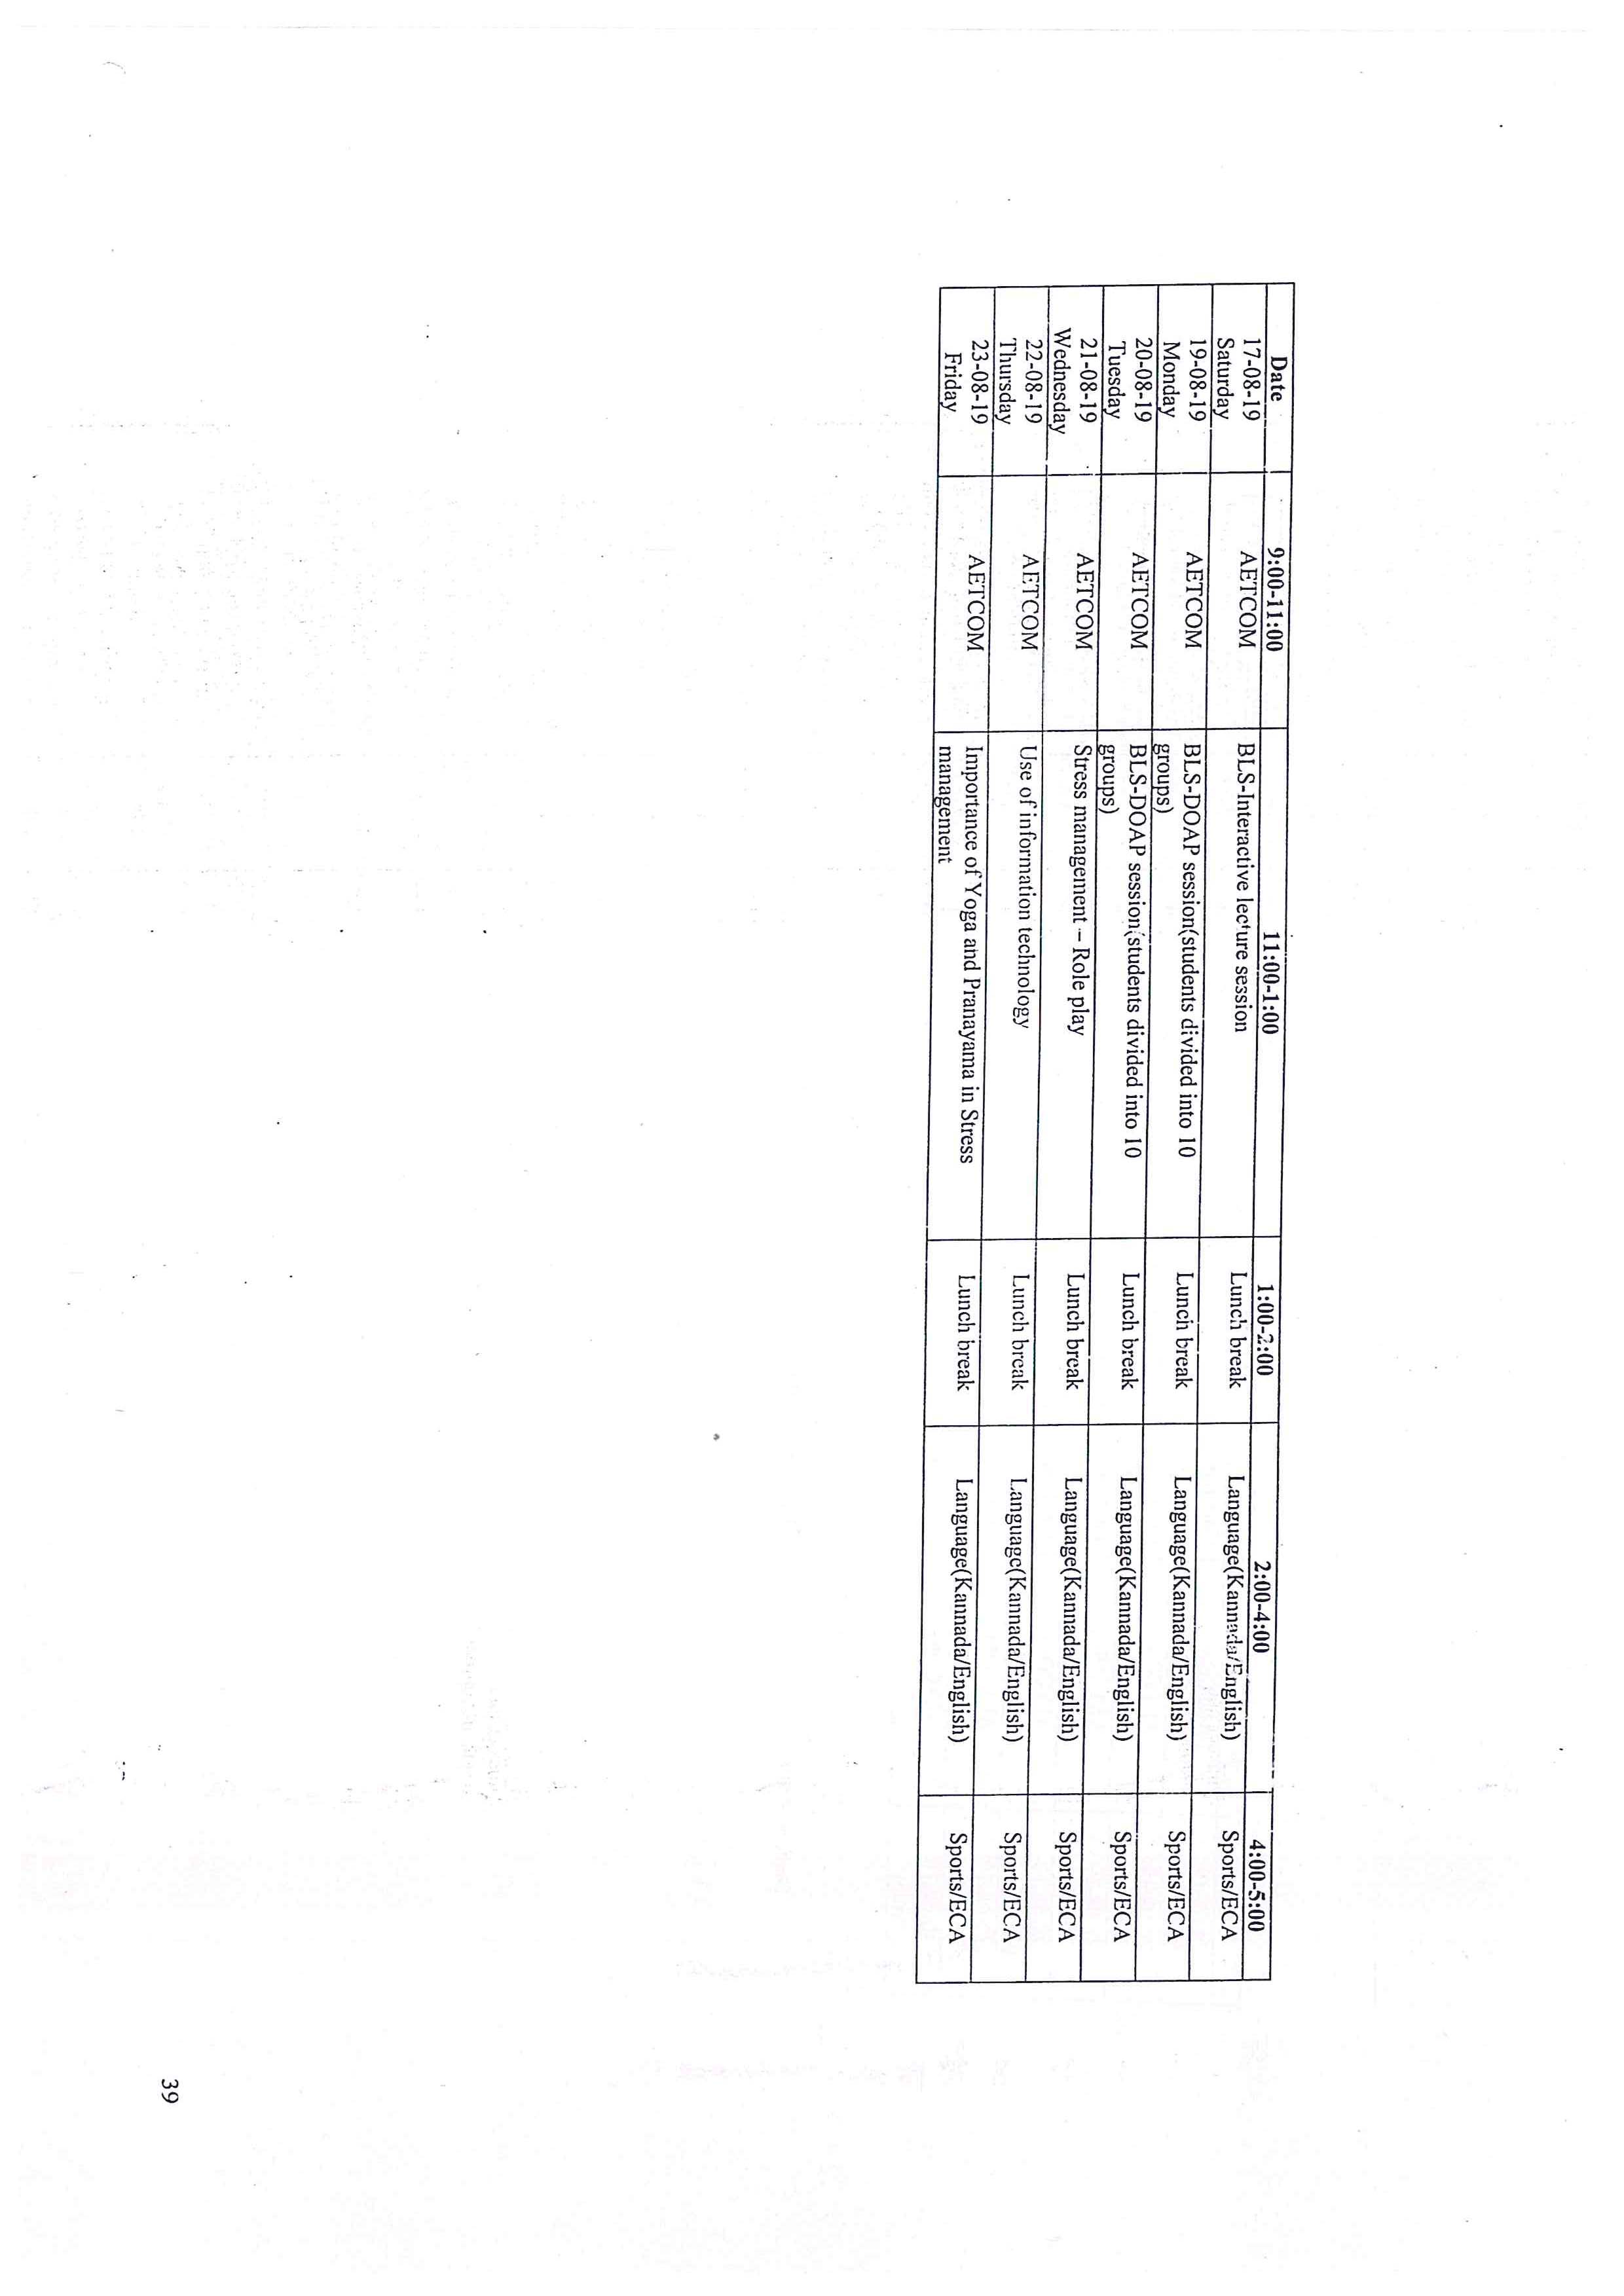 Date 9:00-11:00 11:00-1:00 1:00-2:00 2:00-4:00 4:00-5:00
17-08-19 AETCOM BLS-Interactive lecture session Lunch break Language(Kannada/English) Sports/ECA
Saturday
19-08-19 AETCOM BLS-DOAP session(students divided into 10 Lunch break Language(Kannada/English) Sports/ECA
Monday groups)
20-08-19 AETCOM BLS-DOAP session(students divided into 10 Lunch break Language(Kannada/English) Sports/ECA
Tuesday groups)
21-08-19 AETCOM Stress management – Role play Lunch break Language(Kannada/English) Sports/ECA
Wednesday
22-08-19 AETCOM Use of information technology Lunch break Language(Kannada/English) Sports/ECA
Thursday
23-08-19 AETCOM Importance of Yoga and Pranayama in Stress Lunch break Language(Kannada/English) Sports/ECA
Friday management
39